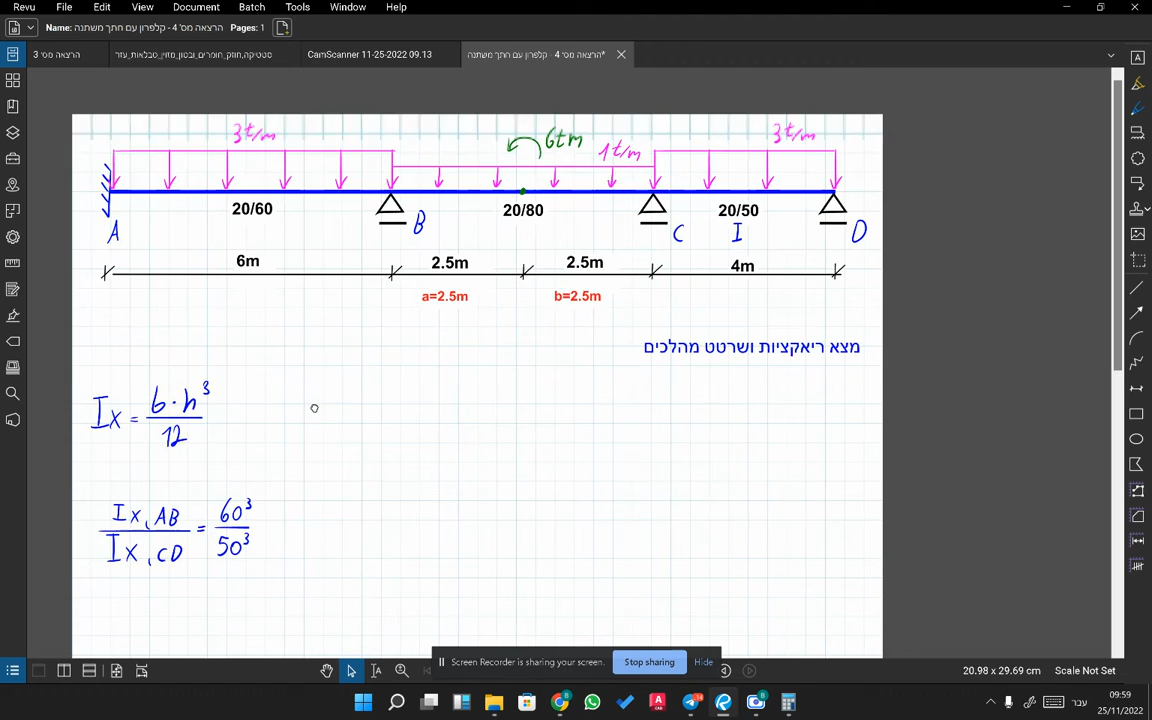 Revu File Edit View Document Batch Tools Window Help
Name: הרצאה מס' 4 - קלפרון עם חתך משתנה Pages: 1
הרצאה מס' 3
סטטיקה,חוזק,חומרים,ובטון_מזוין_טבלאות_עזר
CamScanner 11-25-2022 09.13
הרצאה מס' 4 - קלפרון עם חתך משתנה*
3t/m 6tm 1t/m 3t/m
20/60 20/80 20/50
A B C I D
6m 2.5m 2.5m 4m
a=2.5m b=2.5m
מצא ריאקציות ושרטט מהלכים
Ix = b·h³/12
Ix,AB/Ix,CD = 60³/50³
Screen Recorder is sharing your screen. Stop sharing Hide
20.98 x 29.69 cm Scale Not Set
עבר 09:59
25/11/2022